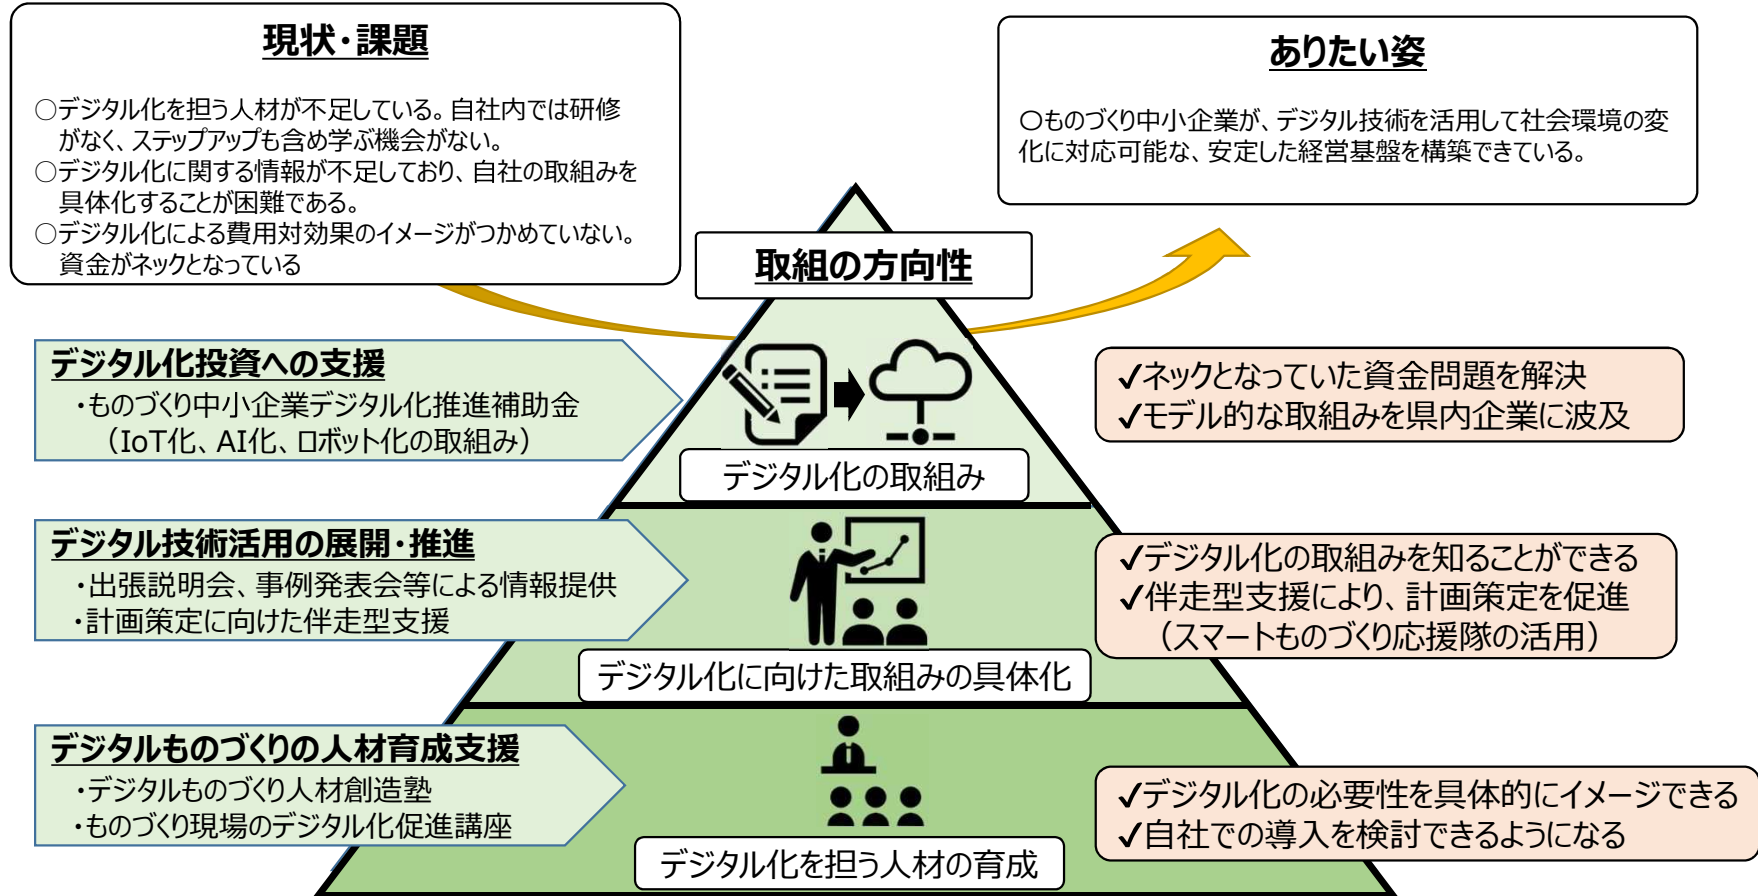 現状・課題
○デジタル化を担う人材が不足している。自社内では研修
がなく、ステップアップも含め学ぶ機会がない。
○デジタル化に関する情報が不足しており、自社の取組みを
具体化することが困難である。
○デジタル化による費用対効果のイメージがつかめていない。
資金がネックとなっている
ありたい姿
○ものづくり中小企業が、デジタル技術を活用して社会環境の変
化に対応可能な、安定した経営基盤を構築できている。
取組の方向性
デジタル化投資への支援
・ものづくり中小企業デジタル化推進補助金
（IoT化、AI化、ロボット化の取組み）
デジタル化の取組み
✓ネックとなっていた資金問題を解決
✓モデル的な取組みを県内企業に波及
デジタル技術活用の展開・推進
・出張説明会、事例発表会等による情報提供
・計画策定に向けた伴走型支援
デジタル化に向けた取組みの具体化
✓デジタル化の取組みを知ることができる
✓伴走型支援により、計画策定を促進
（スマートものづくり応援隊の活用）
デジタルものづくりの人材育成支援
・デジタルものづくり人材創造塾
・ものづくり現場のデジタル化促進講座
デジタル化を担う人材の育成
✓デジタル化の必要性を具体的にイメージできる
✓自社での導入を検討できるようになる